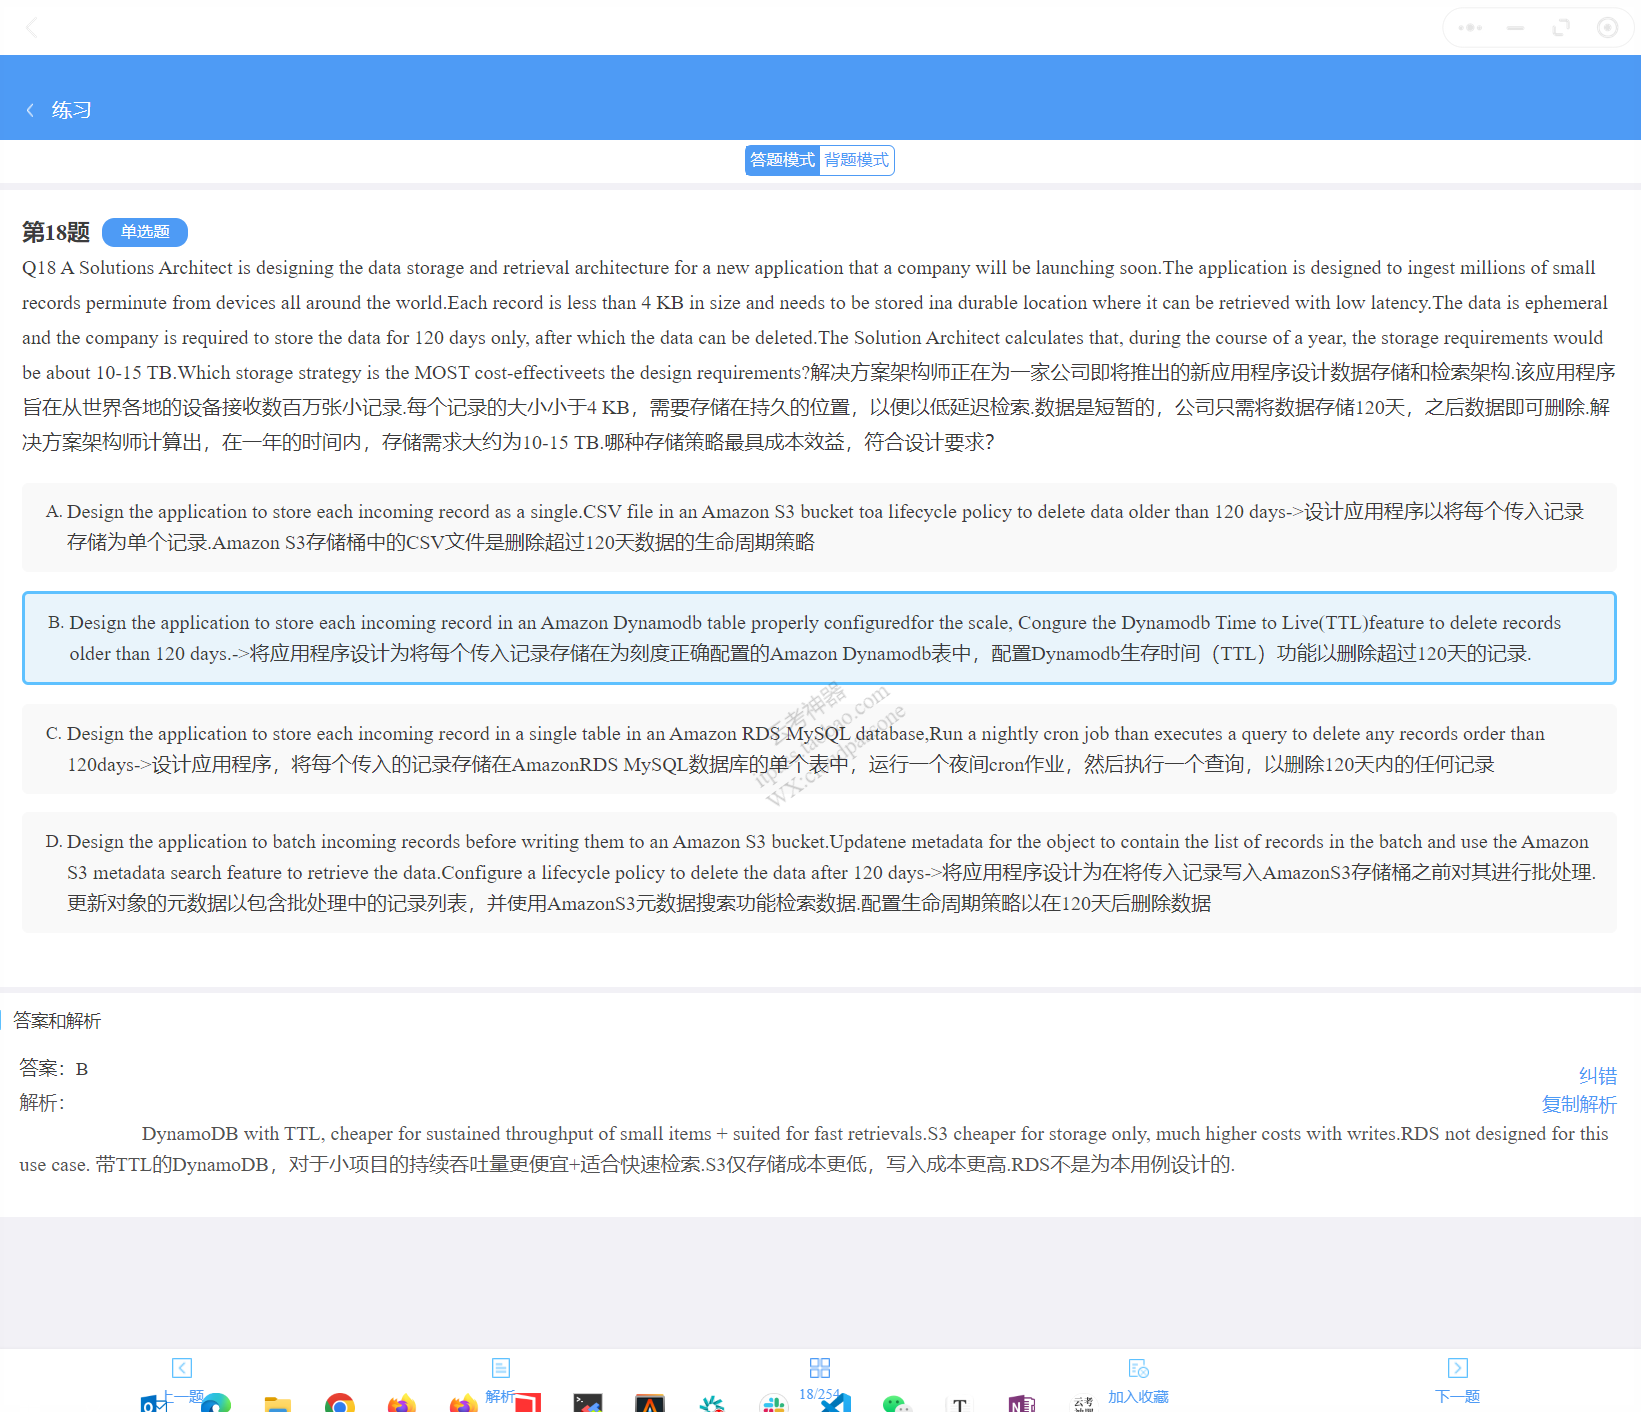 练习
答题模式 背题模式
第18题 单选题
Q18 A Solutions Architect is designing the data storage and retrieval architecture for a new application that a company will be launching soon.The application is designed to ingest millions of small
records perminute from devices all around the world.Each record is less than 4 KB in size and needs to be stored ina durable location where it can be retrieved with low latency.The data is ephemeral
and the company is required to store the data for 120 days only, after which the data can be deleted.The Solution Architect calculates that, during the course of a year, the storage requirements would
be about 10-15 TB.Which storage strategy is the MOST cost-effectiveets the design requirements?解决方案架构师正在为一家公司即将推出的新应用程序设计数据存储和检索架构.该应用程序
旨在从世界各地的设备接收数百万张小记录.每个记录的大小小于4 KB，需要存储在持久的位置，以便以低延迟检索.数据是短暂的，公司只需将数据存储120天，之后数据即可删除.解
决方案架构师计算出，在一年的时间内，存储需求大约为10-15 TB.哪种存储策略最具成本效益，符合设计要求？
A. Design the application to store each incoming record as a single.CSV file in an Amazon S3 bucket toa lifecycle policy to delete data older than 120 days->设计应用程序以将每个传入记录
存储为单个记录.Amazon S3存储桶中的CSV文件是删除超过120天数据的生命周期策略
B. Design the application to store each incoming record in an Amazon Dynamodb table properly configuredfor the scale, Congure the Dynamodb Time to Live(TTL)feature to delete records
older than 120 days.->将应用程序设计为将每个传入记录存储在为刻度正确配置的Amazon Dynamodb表中，配置Dynamodb生存时间（TTL）功能以删除超过120天的记录.
C. Design the application to store each incoming record in a single table in an Amazon RDS MySQL database,Run a nightly cron job than executes a query to delete any records order than
120days->设计应用程序，将每个传入的记录存储在AmazonRDS MySQL数据库的单个表中，运行一个夜间cron作业，然后执行一个查询，以删除120天内的任何记录
D. Design the application to batch incoming records before writing them to an Amazon S3 bucket.Updatene metadata for the object to contain the list of records in the batch and use the Amazon
S3 metadata search feature to retrieve the data.Configure a lifecycle policy to delete the data after 120 days->将应用程序设计为在将传入记录写入AmazonS3存储桶之前对其进行批处理.
更新对象的元数据以包含批处理中的记录列表，并使用AmazonS3元数据搜索功能检索数据.配置生命周期策略以在120天后删除数据
答案和解析
答案：B
纠错
解析：
复制解析
DynamoDB with TTL, cheaper for sustained throughput of small items + suited for fast retrievals.S3 cheaper for storage only, much higher costs with writes.RDS not designed for this
use case. 带TTL的DynamoDB，对于小项目的持续吞吐量更便宜+适合快速检索.S3仅存储成本更低，写入成本更高.RDS不是为本用例设计的.
上一题 解析 18/254 加入收藏 下一题